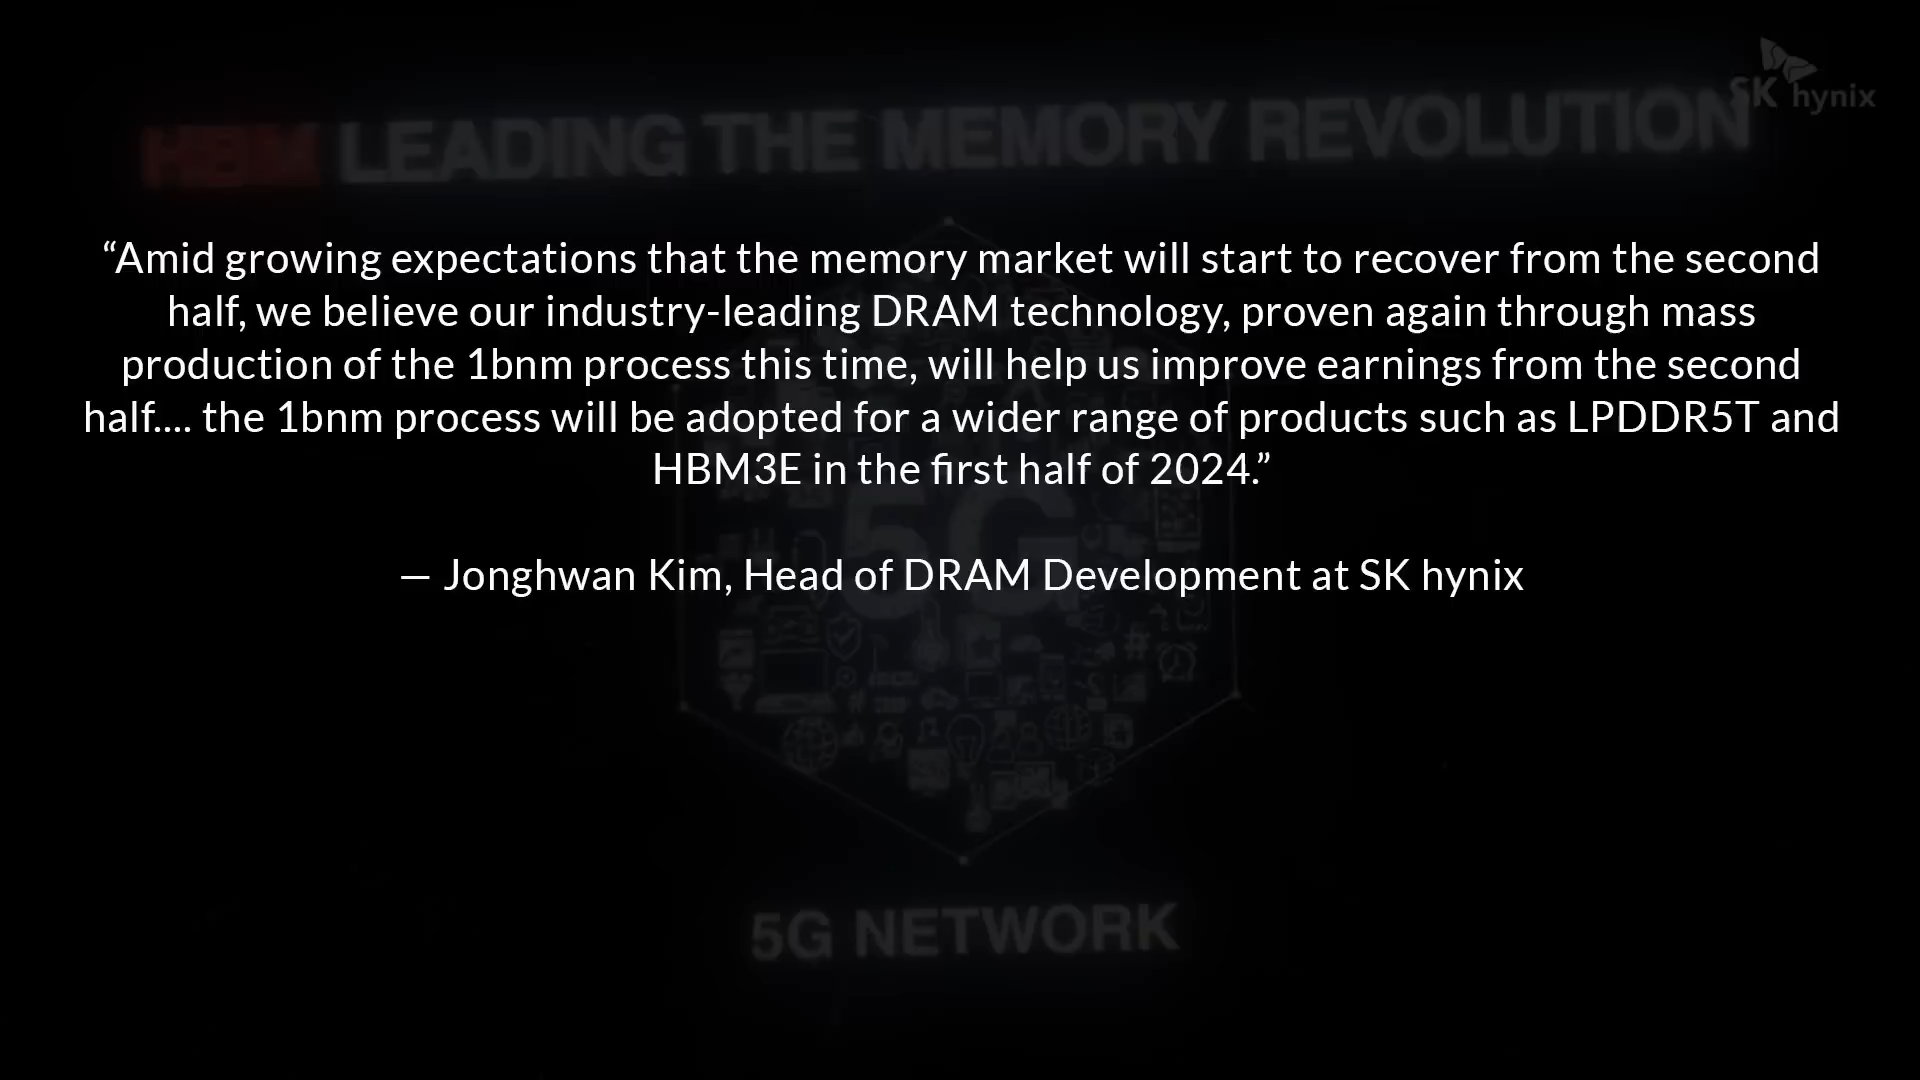 SK hynix
HBM LEADING THE MEMORY REVOLUTION
“Amid growing expectations that the memory market will start to recover from the second
half, we believe our industry-leading DRAM technology, proven again through mass
production of the 1bnm process this time, will help us improve earnings from the second
half.... the 1bnm process will be adopted for a wider range of products such as LPDDR5T and
HBM3E in the first half of 2024.”
— Jonghwan Kim, Head of DRAM Development at SK hynix
5G
5G NETWORK